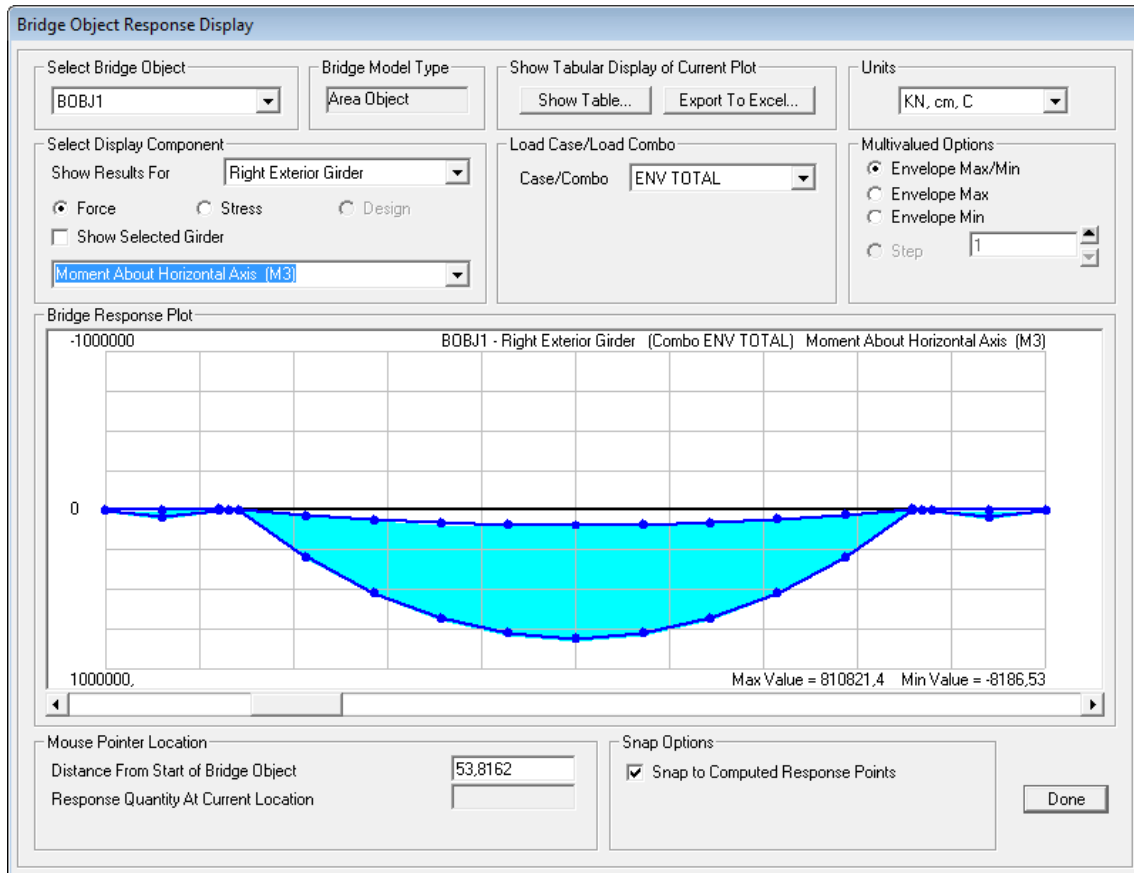 Bridge Object Response Display
Select Bridge Object
BOBJ1
Bridge Model Type
Area Object
Show Tabular Display of Current Plot
Show Table...
Export To Excel...
Units
KN, cm, C
Select Display Component
Show Results For
Right Exterior Girder
Force
Stress
Design
Show Selected Girder
Moment About Horizontal Axis (M3)
Load Case/Load Combo
Case/Combo
ENV TOTAL
Multivalued Options
Envelope Max/Min
Envelope Max
Envelope Min
Step
1
Bridge Response Plot
-1000000
BOBJ1 - Right Exterior Girder (Combo ENV TOTAL) Moment About Horizontal Axis (M3)
0
1000000,
Max Value = 810821,4 Min Value = -8186,53
Mouse Pointer Location
Distance From Start of Bridge Object
53,8162
Response Quantity At Current Location
Snap Options
Snap to Computed Response Points
Done